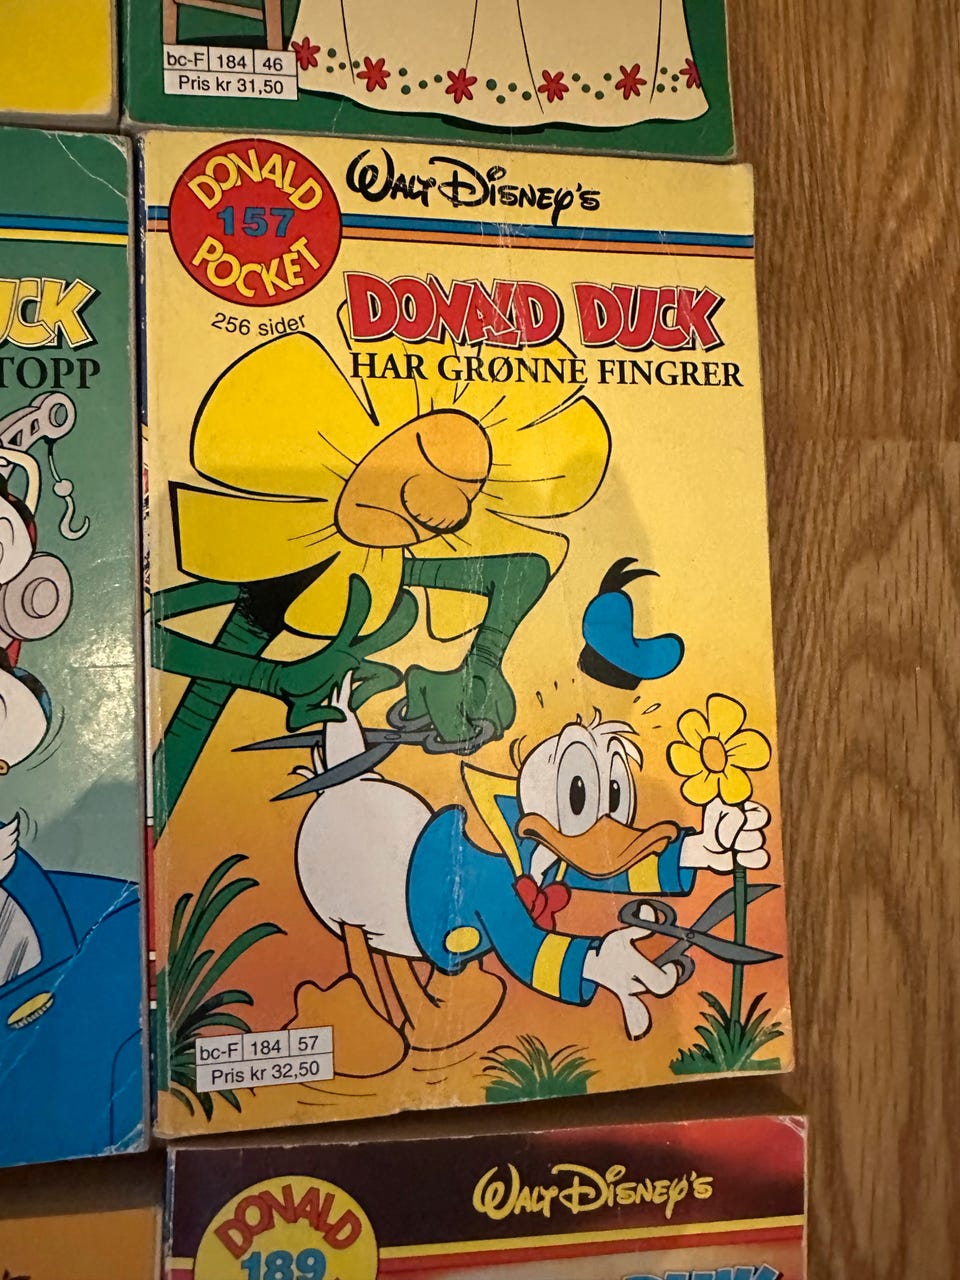 bc-F 184 46
Pris kr 31,50
DONALD
157
POCKET
256 sider
WALT DISNEY'S
DONALD DUCK
HAR GRØNNE FINGRER
UCK
TOPP
bc-F 184 57
Pris kr 32,50
DONALD
189
WALT DISNEY'S
DUCK